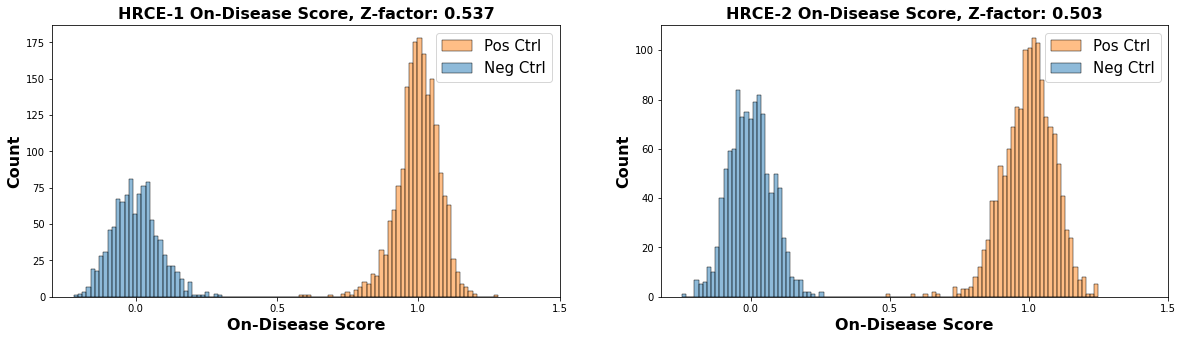 HRCE-1 On-Disease Score, Z-factor: 0.537
Pos Ctrl
Neg Ctrl
175
150
125
100
75
50
25
0
Count
0.0
0.5
1.0
1.5
On-Disease Score
HRCE-2 On-Disease Score, Z-factor: 0.503
Pos Ctrl
Neg Ctrl
100
80
60
40
20
0
Count
0.0
0.5
1.0
1.5
On-Disease Score